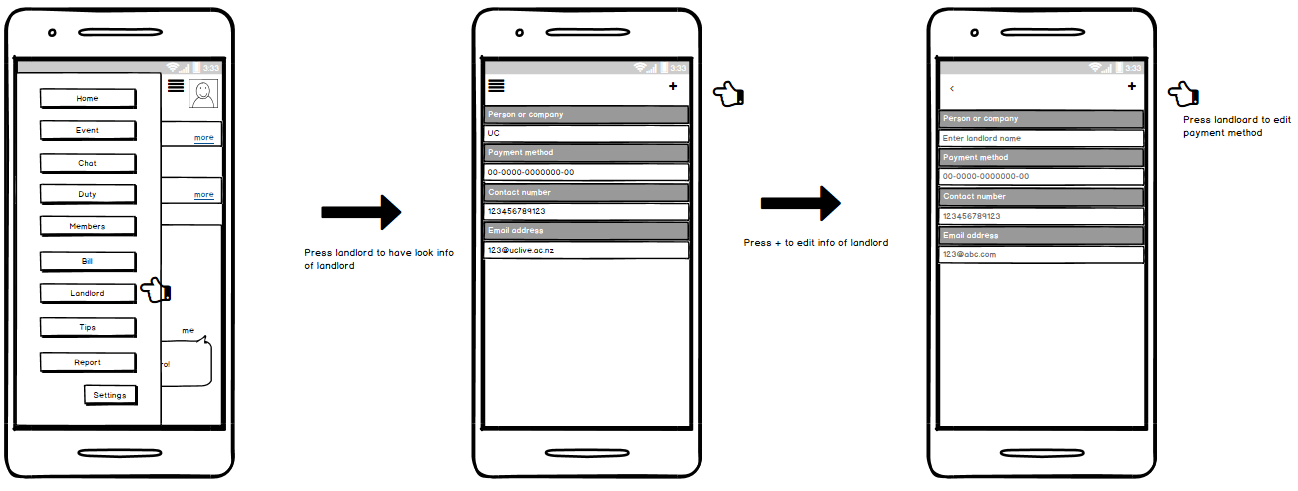 3:33
Home
Event
more
Chat
Duty
more
Members
Bill
Landlord
Tips
me
Report
rol
Settings
Press landlord to have look info
of landlord
3:33
+
Person or company
UC
Payment method
00-0000-0000000-00
Contact number
123456789123
Email address
123@uclive.ac.nz
Press + to edit info of landlord
3:33
‹
+
Person or company
Enter landlord name
Payment method
00-0000-0000000-00
Contact number
123456789123
Email address
123@abc.com
Press landloard to edit
payment method